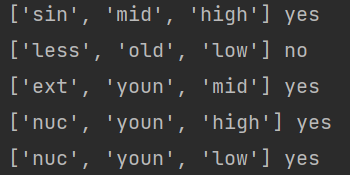 ['sin', 'mid', 'high'] yes
['less', 'old', 'low'] no
['ext', 'youn', 'mid'] yes
['nuc', 'youn', 'high'] yes
['nuc', 'youn', 'low'] yes